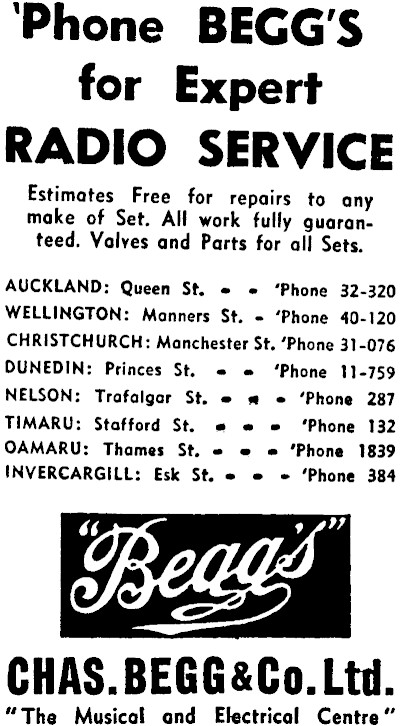 'Phone BEGG'S
for Expert
RADIO SERVICE
Estimates Free for repairs to any
make of Set. All work fully guaran-
teed. Valves and Parts for all Sets.
AUCKLAND: Queen St. - - 'Phone 32-320
WELLINGTON: Manners St. - 'Phone 40-120
CHRISTCHURCH: Manchester St. 'Phone 31-076
DUNEDIN: Princes St. - - 'Phone 11-759
NELSON: Trafalgar St. - - - 'Phone 287
TIMARU: Stafford St. - - - 'Phone 132
OAMARU: Thames St. - - - 'Phone 1839
INVERCARGILL: Esk St. - - - 'Phone 384
"Begg's"
CHAS. BEGG & Co. Ltd.
"The Musical and Electrical Centre"